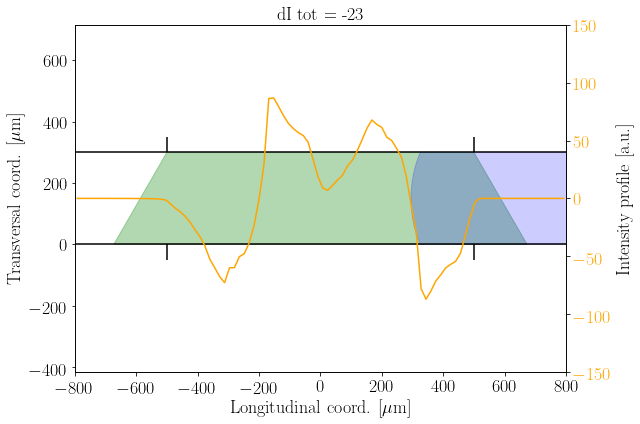 dI tot = -23
Transversal coord. [μm]
600
400
200
0
−200
−400
150
100
50
0
−50
−100
−150
Intensity profile [a.u.]
−800 −600 −400 −200 0 200 400 600 800
Longitudinal coord. [μm]